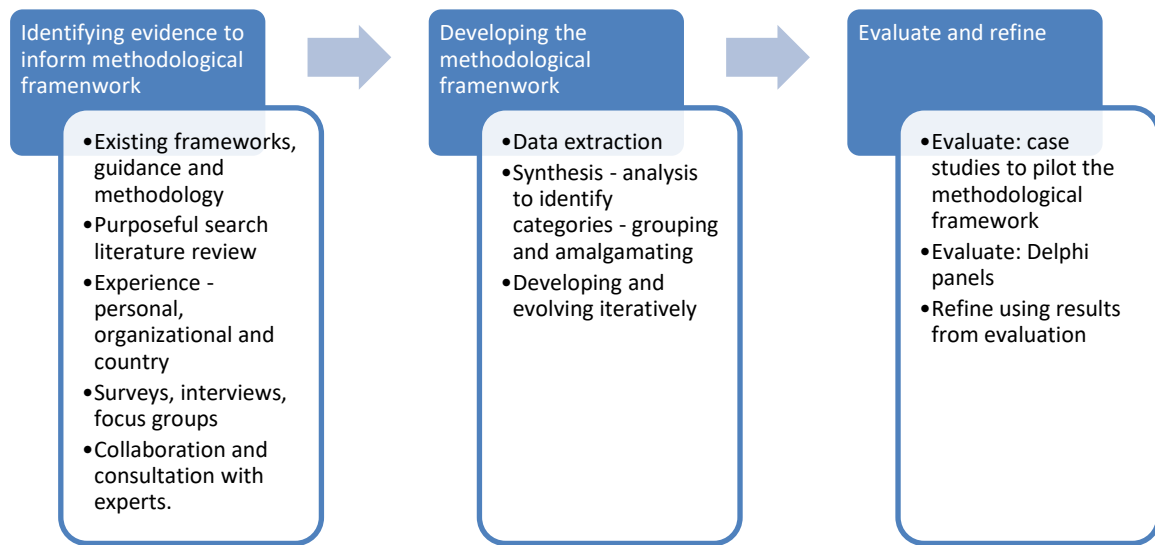 Identifying evidence to
inform methodological
framenwork
•Existing frameworks,
guidance and
methodology
•Purposeful search
literature review
•Experience -
personal,
organizational and
country
•Surveys, interviews,
focus groups
•Collaboration and
consultation with
experts.
Developing the
methodological
framenwork
•Data extraction
•Synthesis - analysis
to identify
categories - grouping
and amalgamating
•Developing and
evolving iteratively
Evaluate and refine
•Evaluate: case
studies to pilot the
methodological
framework
•Evaluate: Delphi
panels
•Refine using results
from evaluation